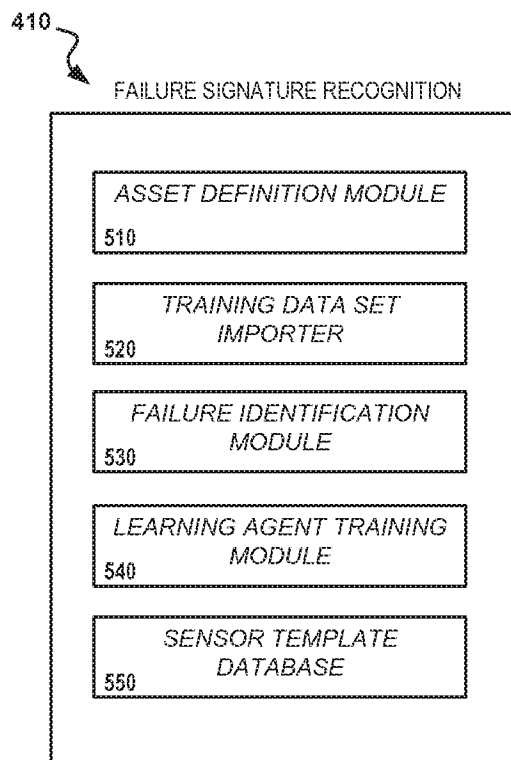 410
FAILURE SIGNATURE RECOGNITION
ASSET DEFINITION MODULE
510
TRAINING DATA SET
IMPORTER
520
FAILURE IDENTIFICATION
MODULE
530
LEARNING AGENT TRAINING
MODULE
540
SENSOR TEMPLATE
DATABASE
550